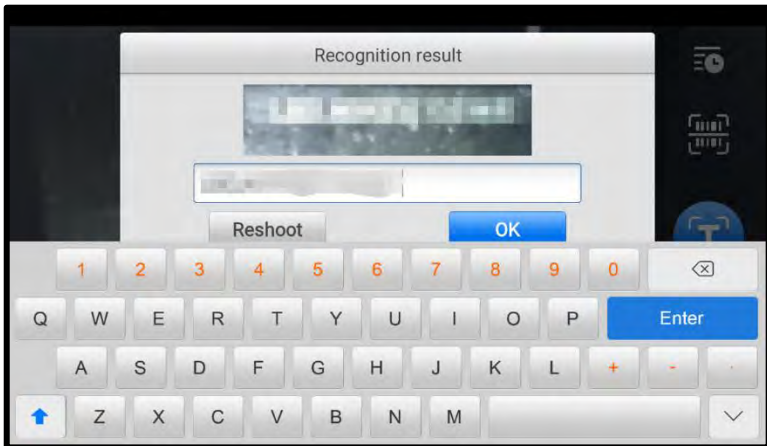 Recognition result
Reshoot
OK
1 2 3 4 5 6 7 8 9 0
Q W E R T Y U I O P Enter
A S D F G H J K L + - .
Z X C V B N M